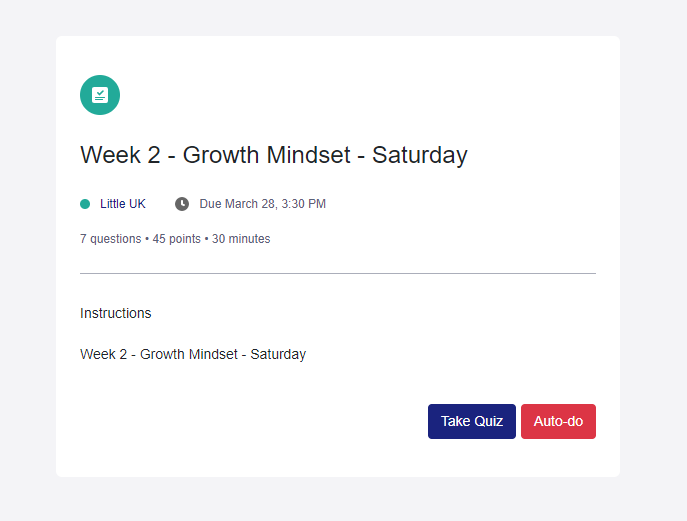 Week 2 - Growth Mindset - Saturday
Little UK Due March 28, 3:30 PM
7 questions • 45 points • 30 minutes
Instructions
Week 2 - Growth Mindset - Saturday
Take Quiz Auto-do